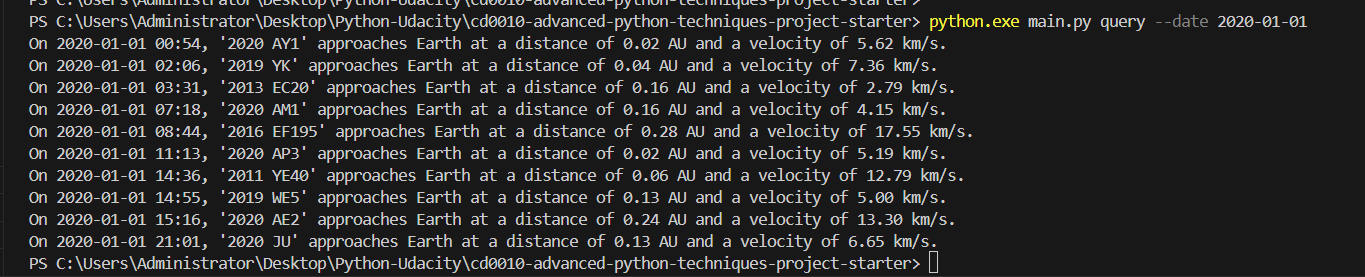 PS C:\Users\Administrator\Desktop\Python-Udacity\cd0010-advanced-python-techniques-project-starter>
PS C:\Users\Administrator\Desktop\Python-Udacity\cd0010-advanced-python-techniques-project-starter> python.exe main.py query --date 2020-01-01
On 2020-01-01 00:54, '2020 AY1' approaches Earth at a distance of 0.02 AU and a velocity of 5.62 km/s.
On 2020-01-01 02:06, '2019 YK' approaches Earth at a distance of 0.04 AU and a velocity of 7.36 km/s.
On 2020-01-01 03:31, '2013 EC20' approaches Earth at a distance of 0.16 AU and a velocity of 2.79 km/s.
On 2020-01-01 07:18, '2020 AM1' approaches Earth at a distance of 0.16 AU and a velocity of 4.15 km/s.
On 2020-01-01 08:44, '2016 EF195' approaches Earth at a distance of 0.28 AU and a velocity of 17.55 km/s.
On 2020-01-01 11:13, '2020 AP3' approaches Earth at a distance of 0.02 AU and a velocity of 5.19 km/s.
On 2020-01-01 14:36, '2011 YE40' approaches Earth at a distance of 0.06 AU and a velocity of 12.79 km/s.
On 2020-01-01 14:55, '2019 WE5' approaches Earth at a distance of 0.13 AU and a velocity of 5.00 km/s.
On 2020-01-01 15:16, '2020 AE2' approaches Earth at a distance of 0.24 AU and a velocity of 13.30 km/s.
On 2020-01-01 21:01, '2020 JU' approaches Earth at a distance of 0.13 AU and a velocity of 6.65 km/s.
PS C:\Users\Administrator\Desktop\Python-Udacity\cd0010-advanced-python-techniques-project-starter>